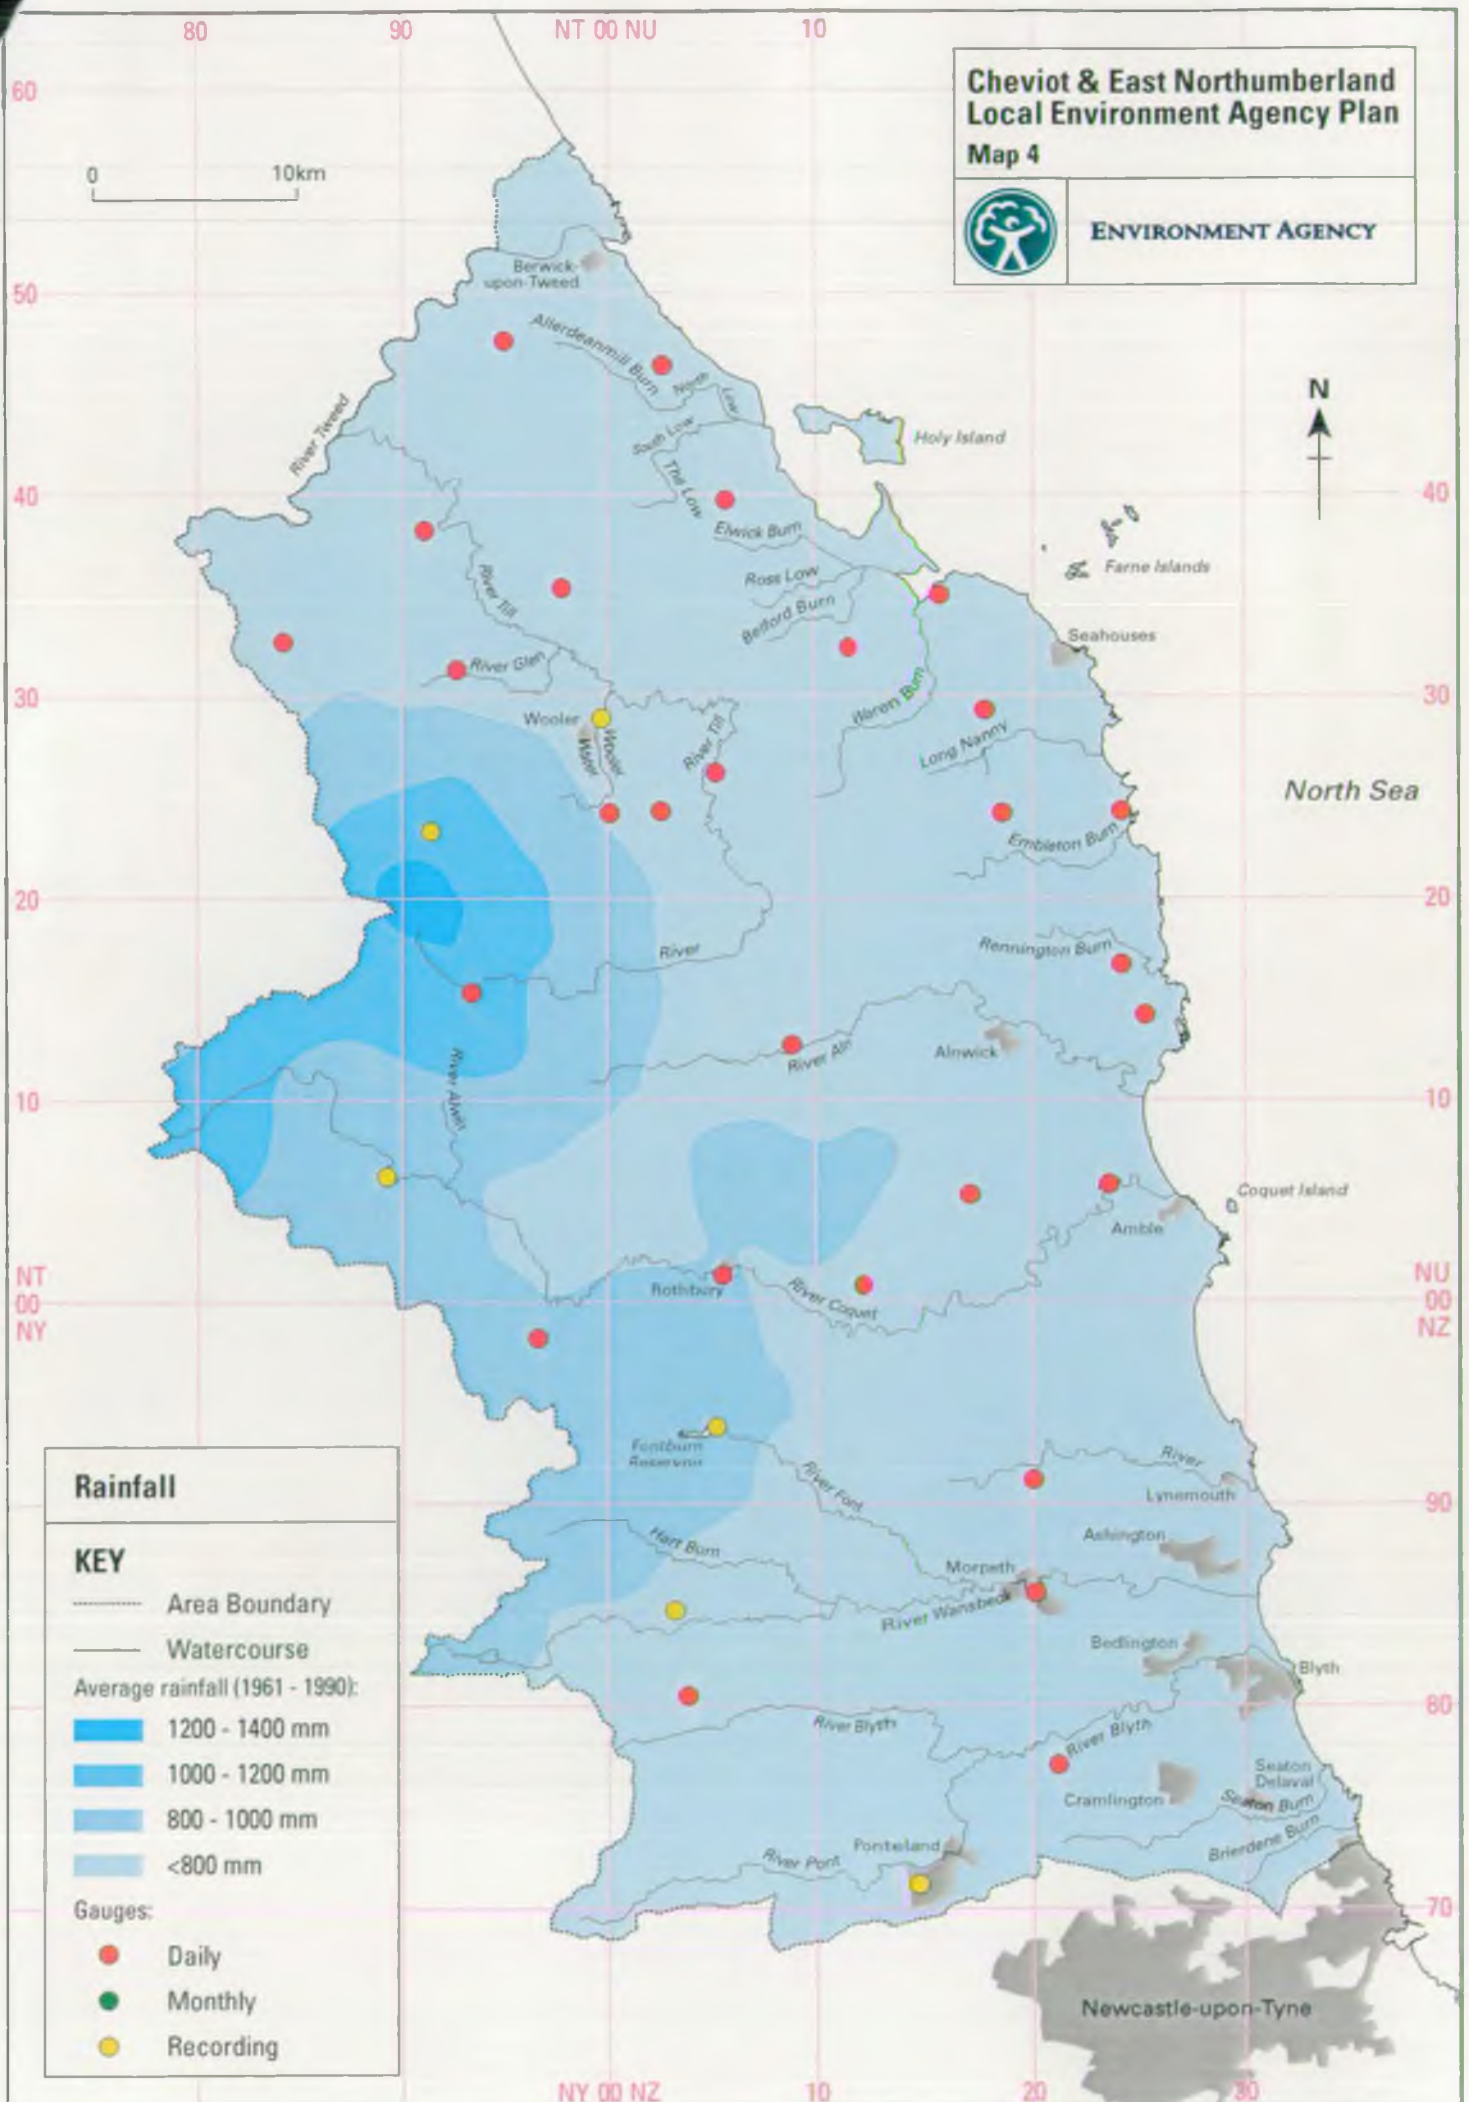 80
90
NT 00 NU
10
60
50
40
30
20
10
NT
00
NY
40
30
20
10
NU
00
NZ
90
80
70
NY 00 NZ
10
20
30
Cheviot & East Northumberland
Local Environment Agency Plan
Map 4
ENVIRONMENT AGENCY
0
10km
N
Berwick-
upon-Tweed
Allerdeanmill Burn
North
Low
South Low
The Low
River Tweed
Holy Island
Elwick Burn
Ross Low
Belford Burn
Farne Islands
Seahouses
River Till
River Glen
Wooler
Wooler
Water
River Till
Waren Burn
Long Nanny
North Sea
Embleton Burn
River
Rennington Burn
River Aln
Alnwick
River Alwin
Coquet Island
Amble
Rothbury
River Coquet
Fontburn
Reservoir
River Font
River
Lynemouth
Ashington
Hart Burn
Morpeth
River Wansbeck
Bedlington
Blyth
River Blyth
River Blyth
Seaton
Delaval
Cramlington
Seaton Burn
Brierdene Burn
Ponteland
River Pont
Newcastle-upon-Tyne
Rainfall
KEY
Area Boundary
Watercourse
Average rainfall (1961 - 1990):
1200 - 1400 mm
1000 - 1200 mm
800 - 1000 mm
<800 mm
Gauges:
Daily
Monthly
Recording